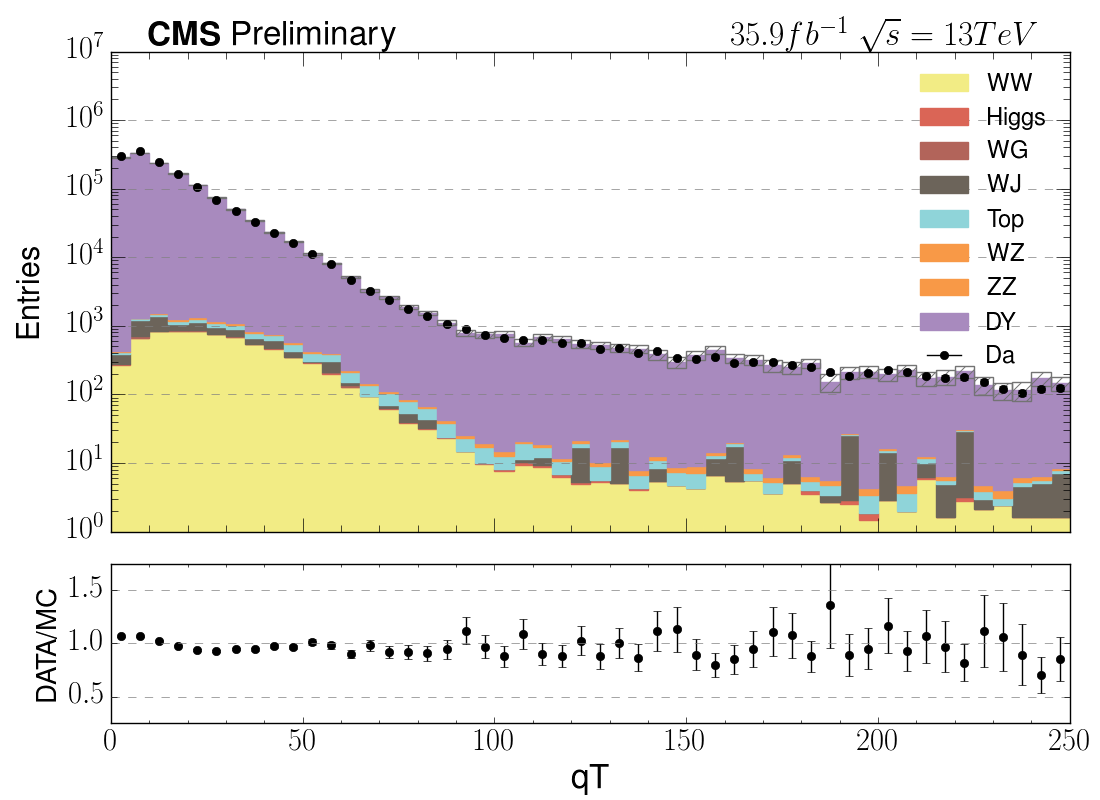 CMS Preliminary 35.9fb⁻¹ √s = 13TeV
10⁷
10⁶
10⁵
10⁴
10³
10²
10¹
10⁰
Entries
WW
Higgs
WG
WJ
Top
WZ
ZZ
DY
Da
1.5
1.0
0.5
DATA/MC
0 50 100 150 200 250
qT